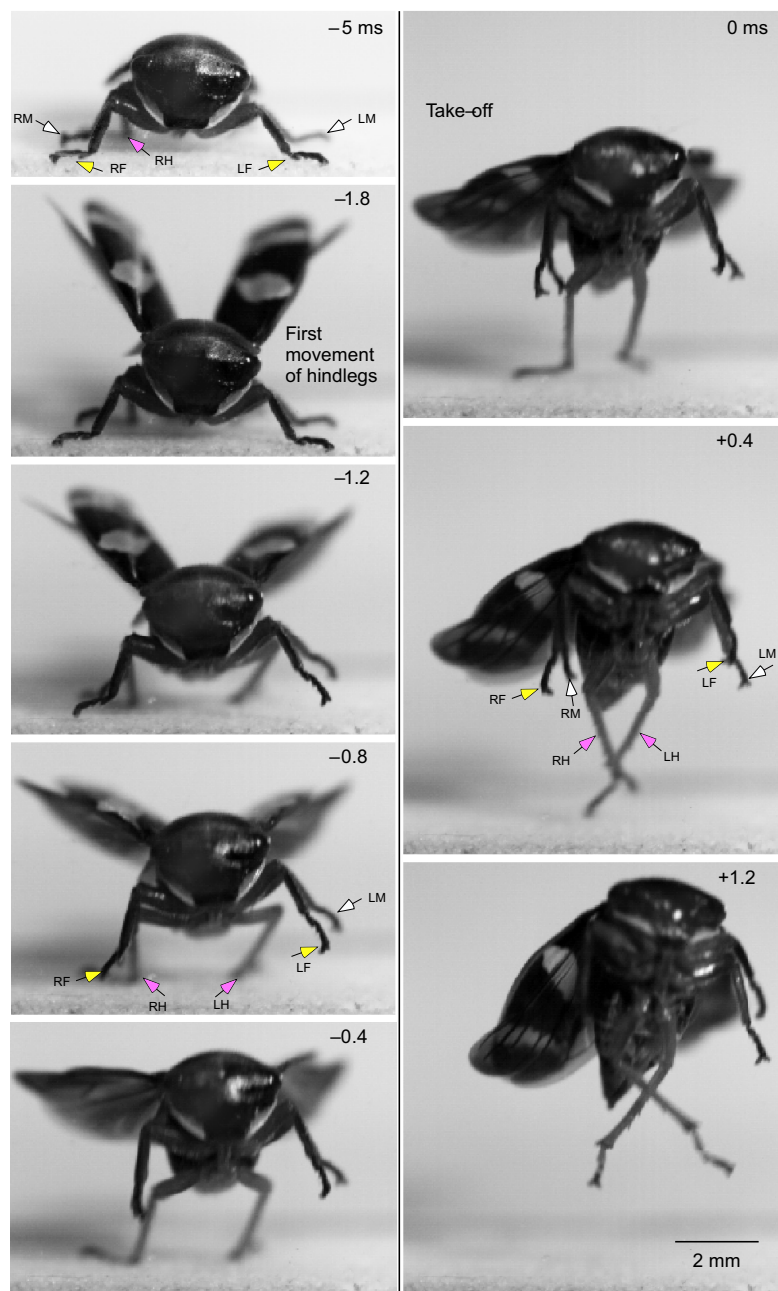 –5 ms
RM
LM
RF
RH
LF
–1.8
First
movement
of hindlegs
–1.2
–0.8
LM
RF
RH
LH
LF
–0.4
0 ms
Take-off
+0.4
RF
RM
LF
LM
RH
LH
+1.2
2 mm